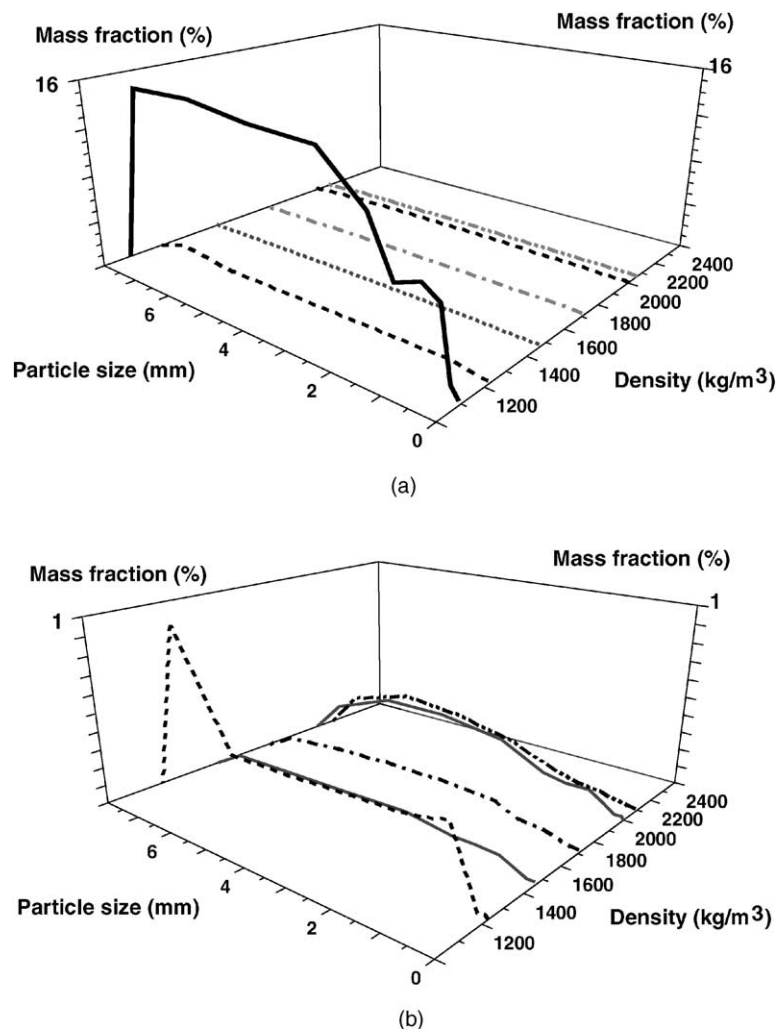 Mass fraction (%)
Mass fraction (%)
16
16
6
4
2
0
Particle size (mm)
1200
1400
1600
1800
2000
2200
2400
Density (kg/m3)
(a)
Mass fraction (%)
Mass fraction (%)
1
1
6
4
2
0
Particle size (mm)
1200
1400
1600
1800
2000
2200
2400
Density (kg/m3)
(b)